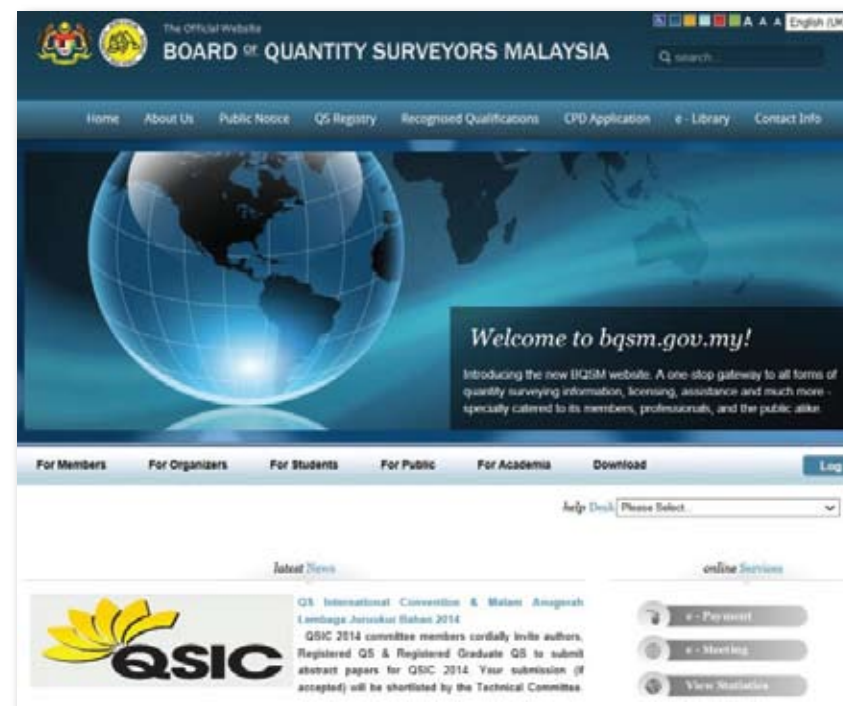 The Official Website
BOARD OF QUANTITY SURVEYORS MALAYSIA
A A A English (UK
search...
Home About Us Public Notice QS Registry Recognised Qualifications CPD Application e - Library Contact Info
Welcome to bqsm.gov.my!
Introducing the new BQSM website. A one-stop gateway to all forms of
quantity surveying information, licensing, assistance and much more -
specially catered to its members, professionals, and the public alike.
For Members For Organizers For Students For Public For Academia Download Log
help Desk Please Select...
latest News
online Services
QSIC
QS International Convention & Malam Anugerah
Lembaga Juruukur Bahan 2014
QSIC 2014 committee members cordially invite authors,
Registered QS & Registered Graduate QS to submit
abstract papers for QSIC 2014. Your submission (if
accepted) will be shortlisted by the Technical Committee
e - Payment
e - Meeting
View Statistics